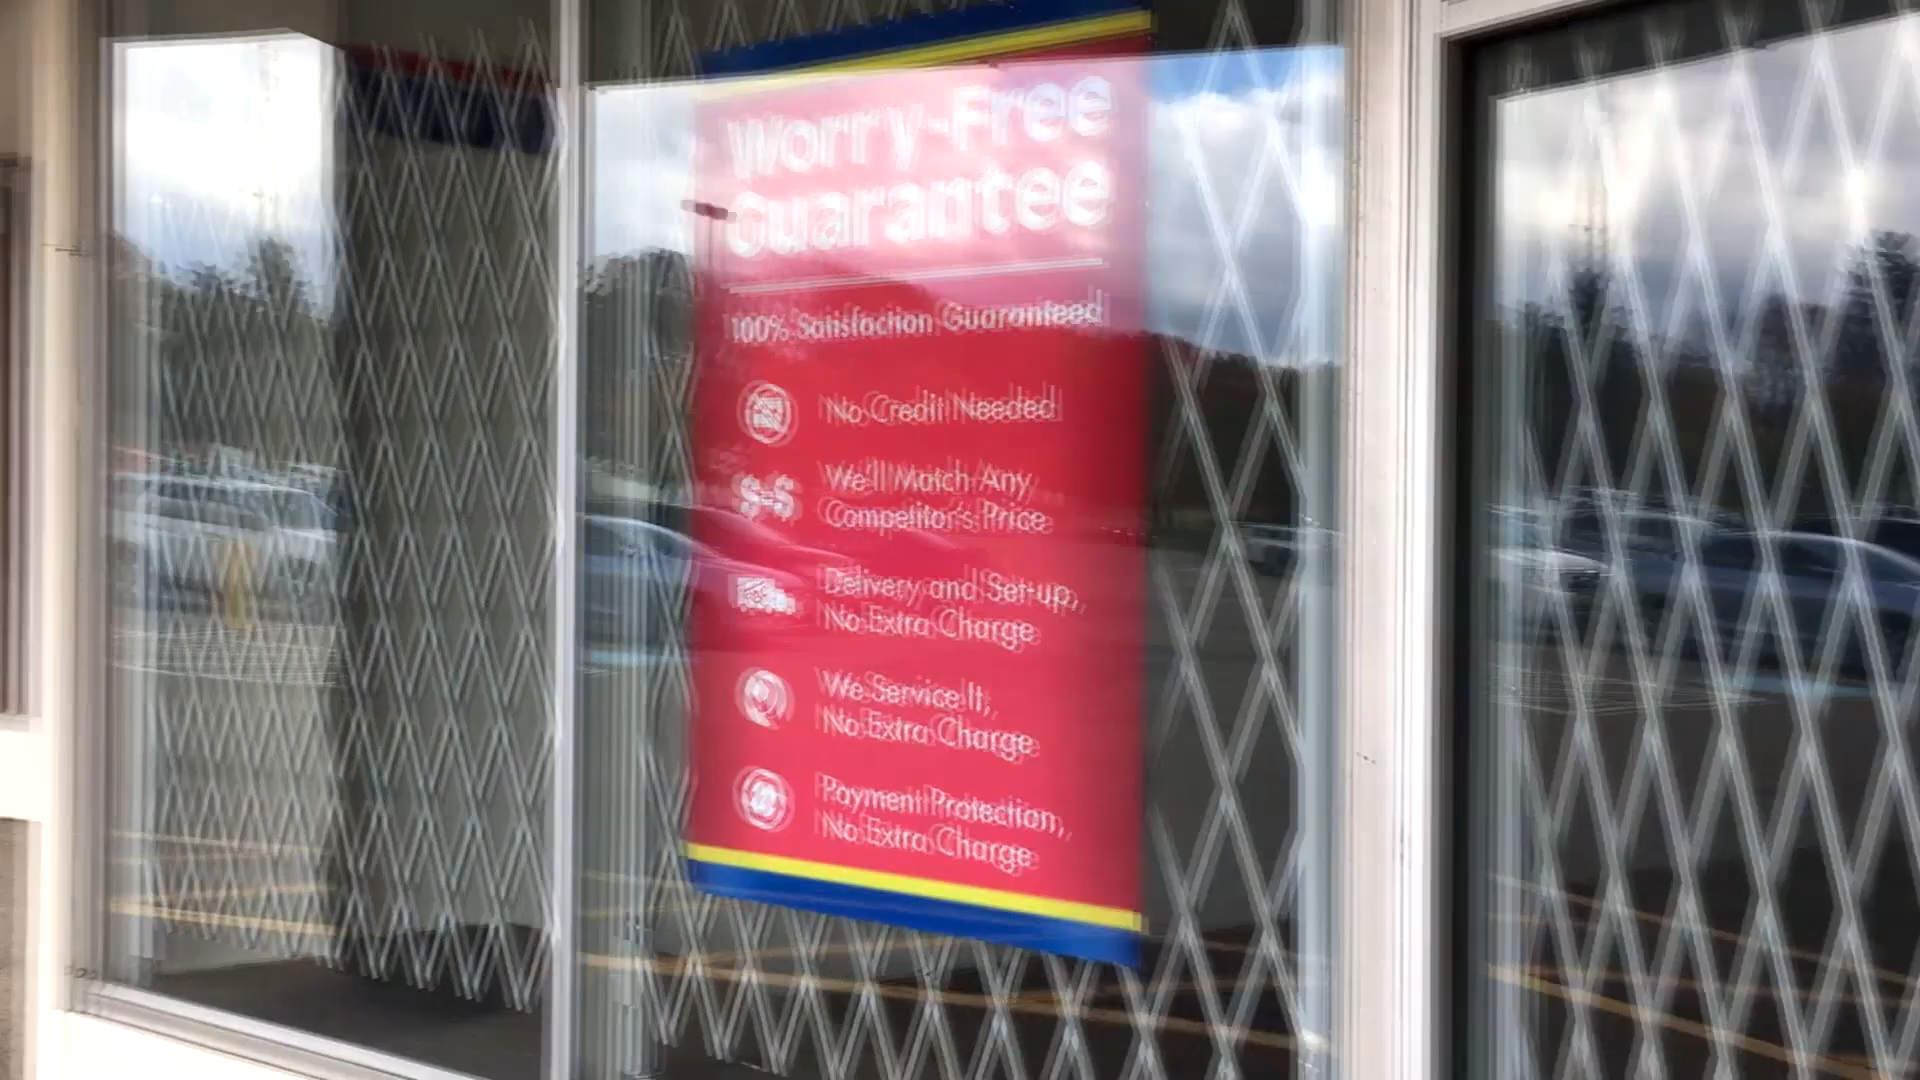 Worry-Free
Guarantee
100% Satisfaction Guaranteed
No Credit Needed
We'll Match Any
Competitor's Price
Delivery and Set-up,
No Extra Charge
We Service It,
No Extra Charge
Payment Protection,
No Extra Charge